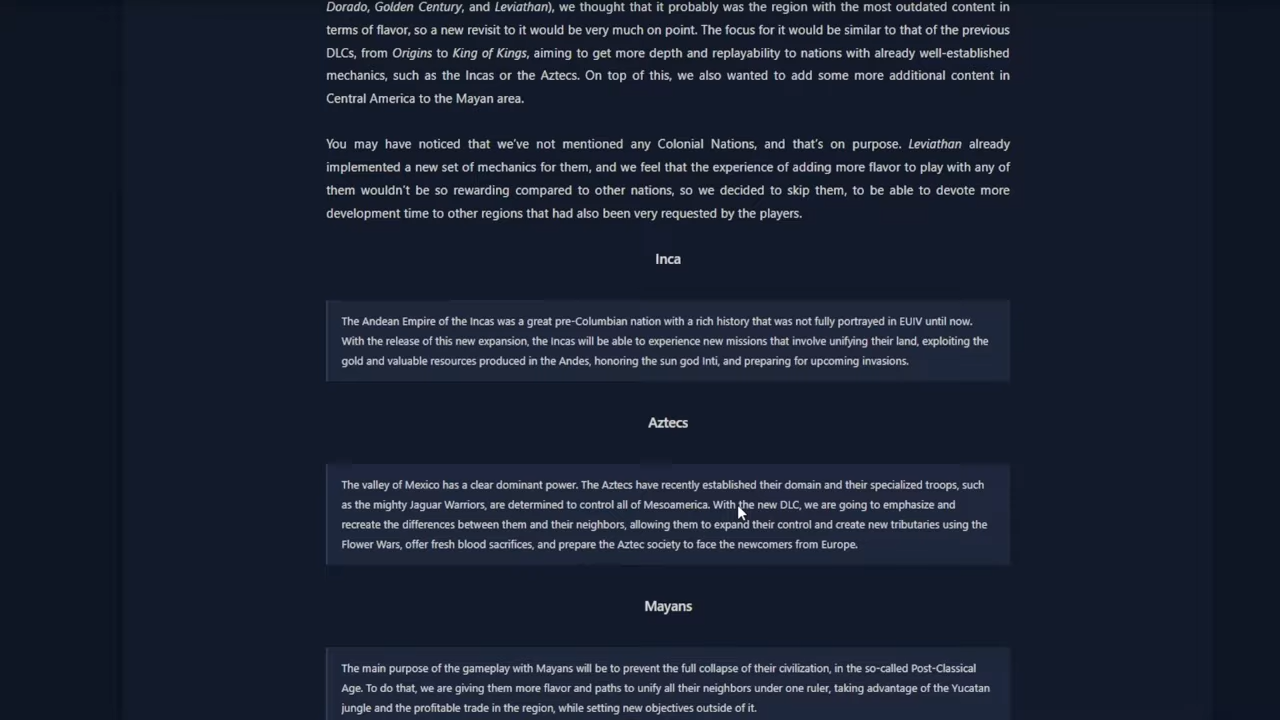 Dorado, Golden Century, and Leviathan), we thought that it probably was the region with the most outdated content in
terms of flavor, so a new revisit to it would be very much on point. The focus for it would be similar to that of the previous
DLCs, from Origins to King of Kings, aiming to get more depth and replayability to nations with already well-established
mechanics, such as the Incas or the Aztecs. On top of this, we also wanted to add some more additional content in
Central America to the Mayan area.
You may have noticed that we've not mentioned any Colonial Nations, and that's on purpose. Leviathan already
implemented a new set of mechanics for them, and we feel that the experience of adding more flavor to play with any of
them wouldn't be so rewarding compared to other nations, so we decided to skip them, to be able to devote more
development time to other regions that had also been very requested by the players.
Inca
The Andean Empire of the Incas was a great pre-Columbian nation with a rich history that was not fully portrayed in EUIV until now.
With the release of this new expansion, the Incas will be able to experience new missions that involve unifying their land, exploiting the
gold and valuable resources produced in the Andes, honoring the sun god Inti, and preparing for upcoming invasions.
Aztecs
The valley of Mexico has a clear dominant power. The Aztecs have recently established their domain and their specialized troops, such
as the mighty Jaguar Warriors, are determined to control all of Mesoamerica. With the new DLC, we are going to emphasize and
recreate the differences between them and their neighbors, allowing them to expand their control and create new tributaries using the
Flower Wars, offer fresh blood sacrifices, and prepare the Aztec society to face the newcomers from Europe.
Mayans
The main purpose of the gameplay with Mayans will be to prevent the full collapse of their civilization, in the so-called Post-Classical
Age. To do that, we are giving them more flavor and paths to unify all their neighbors under one ruler, taking advantage of the Yucatan
jungle and the profitable trade in the region, while setting new objectives outside of it.